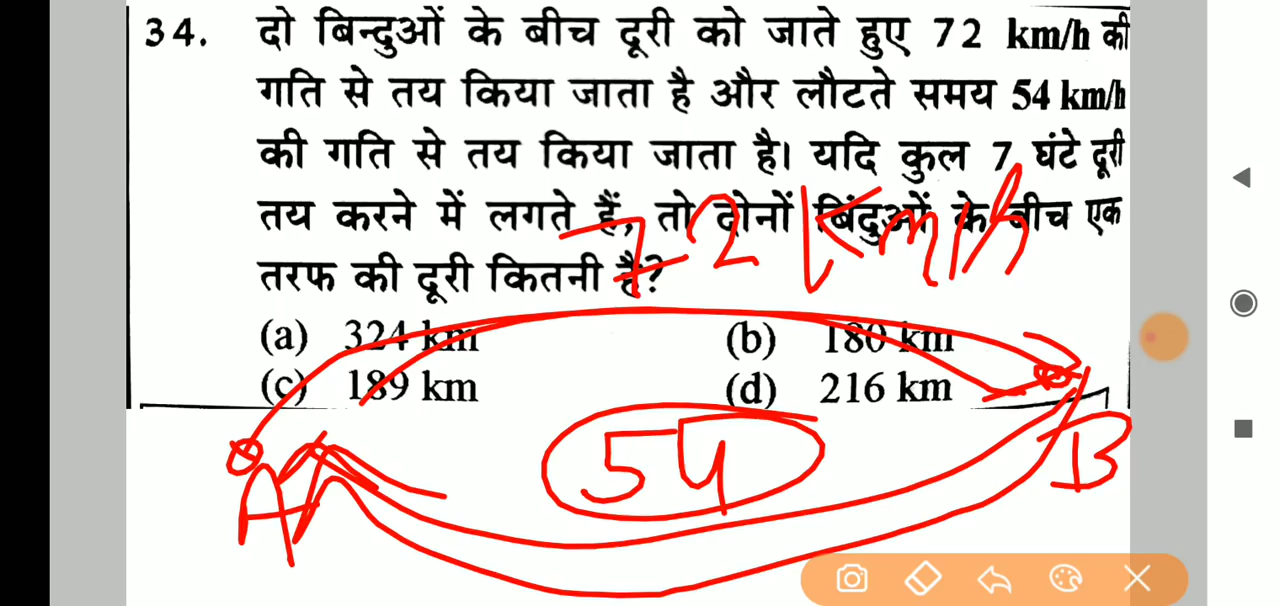 34. दो बिन्दुओं के बीच दूरी को जाते हुए 72 km/h की
गति से तय किया जाता है और लौटते समय 54 km/h
की गति से तय किया जाता है। यदि कुल 7 घंटे दूरी
तय करने में लगते हैं, तो दोनों बिंदुओं के बीच एक
तरफ की दूरी कितनी है?
72 Km/h
(a) 324 km (b) 180 km
(c) 189 km (d) 216 km
54
A B